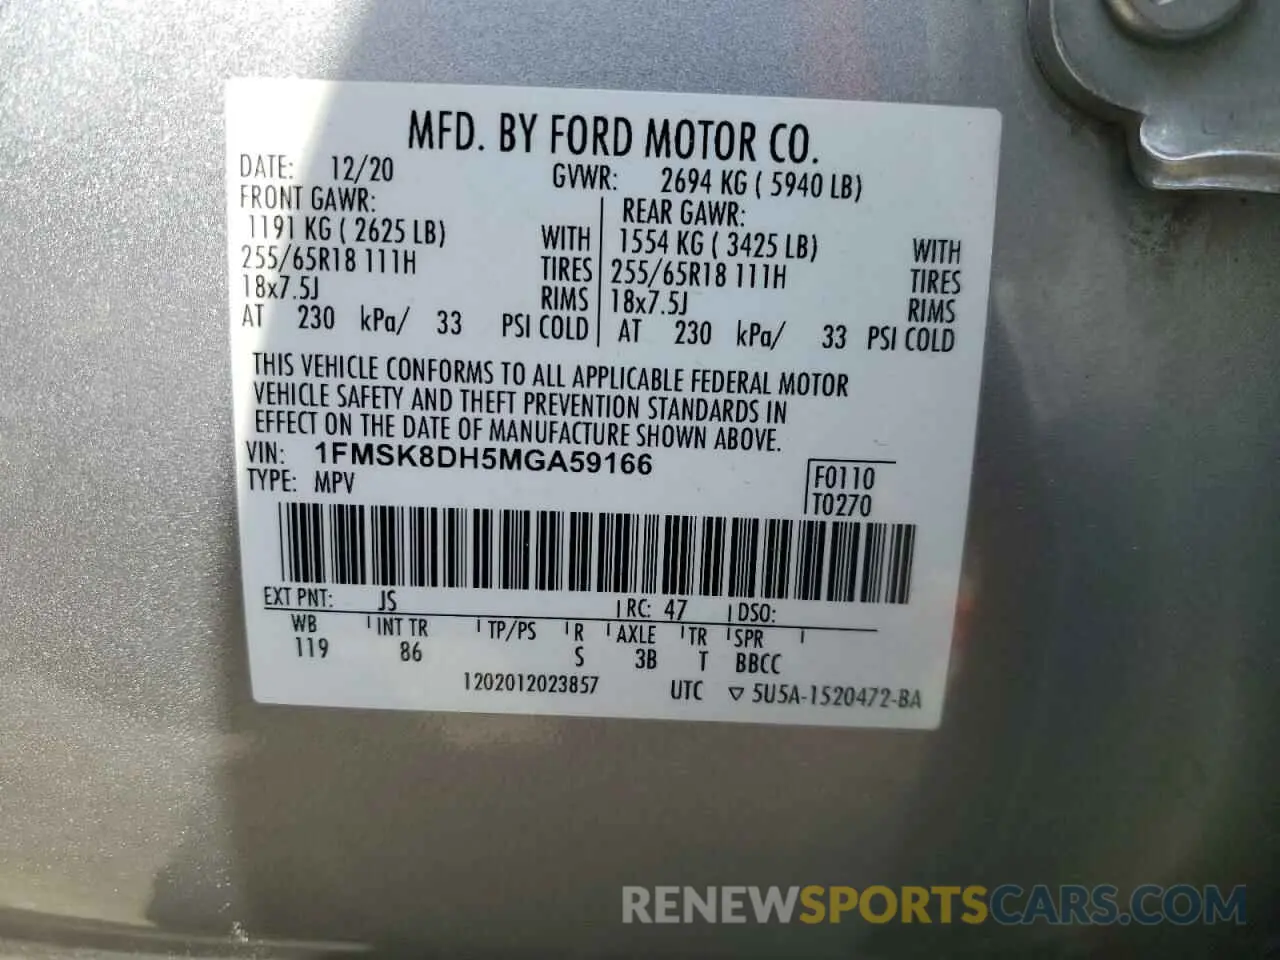 MFD. BY FORD MOTOR CO.
DATE: 12/20 GVWR: 2694 KG ( 5940 LB)
FRONT GAWR: REAR GAWR:
1191 KG ( 2625 LB) WITH 1554 KG ( 3425 LB) WITH
255/65R18 111H TIRES 255/65R18 111H TIRES
18x7.5J RIMS 18x7.5J RIMS
AT 230 kPa/ 33 PSI COLD AT 230 kPa/ 33 PSI COLD
THIS VEHICLE CONFORMS TO ALL APPLICABLE FEDERAL MOTOR
VEHICLE SAFETY AND THEFT PREVENTION STANDARDS IN
EFFECT ON THE DATE OF MANUFACTURE SHOWN ABOVE.
VIN: 1FMSK8DH5MGA59166
TYPE: MPV F0110
T0270
EXT PNT: JS RC: 47 DSO:
WB INT TR TP/PS R AXLE TR SPR
119 86 S 3B T BBCC
1202012023857 UTC ▽ 5U5A-1520472-BA
RENEWSPORTSCARS.COM